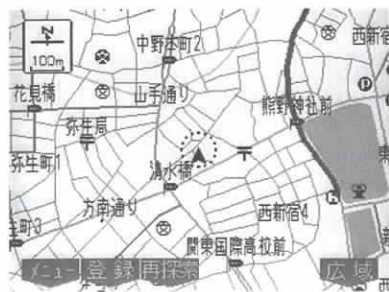 N
100m
中野本町2
西新宿
花見橋
山手通り
熊野神社前
弥生局
弥生町1
清水橋
西新宿4
方南通り
関東国際高校前
メニュー
登録
再探索
広域